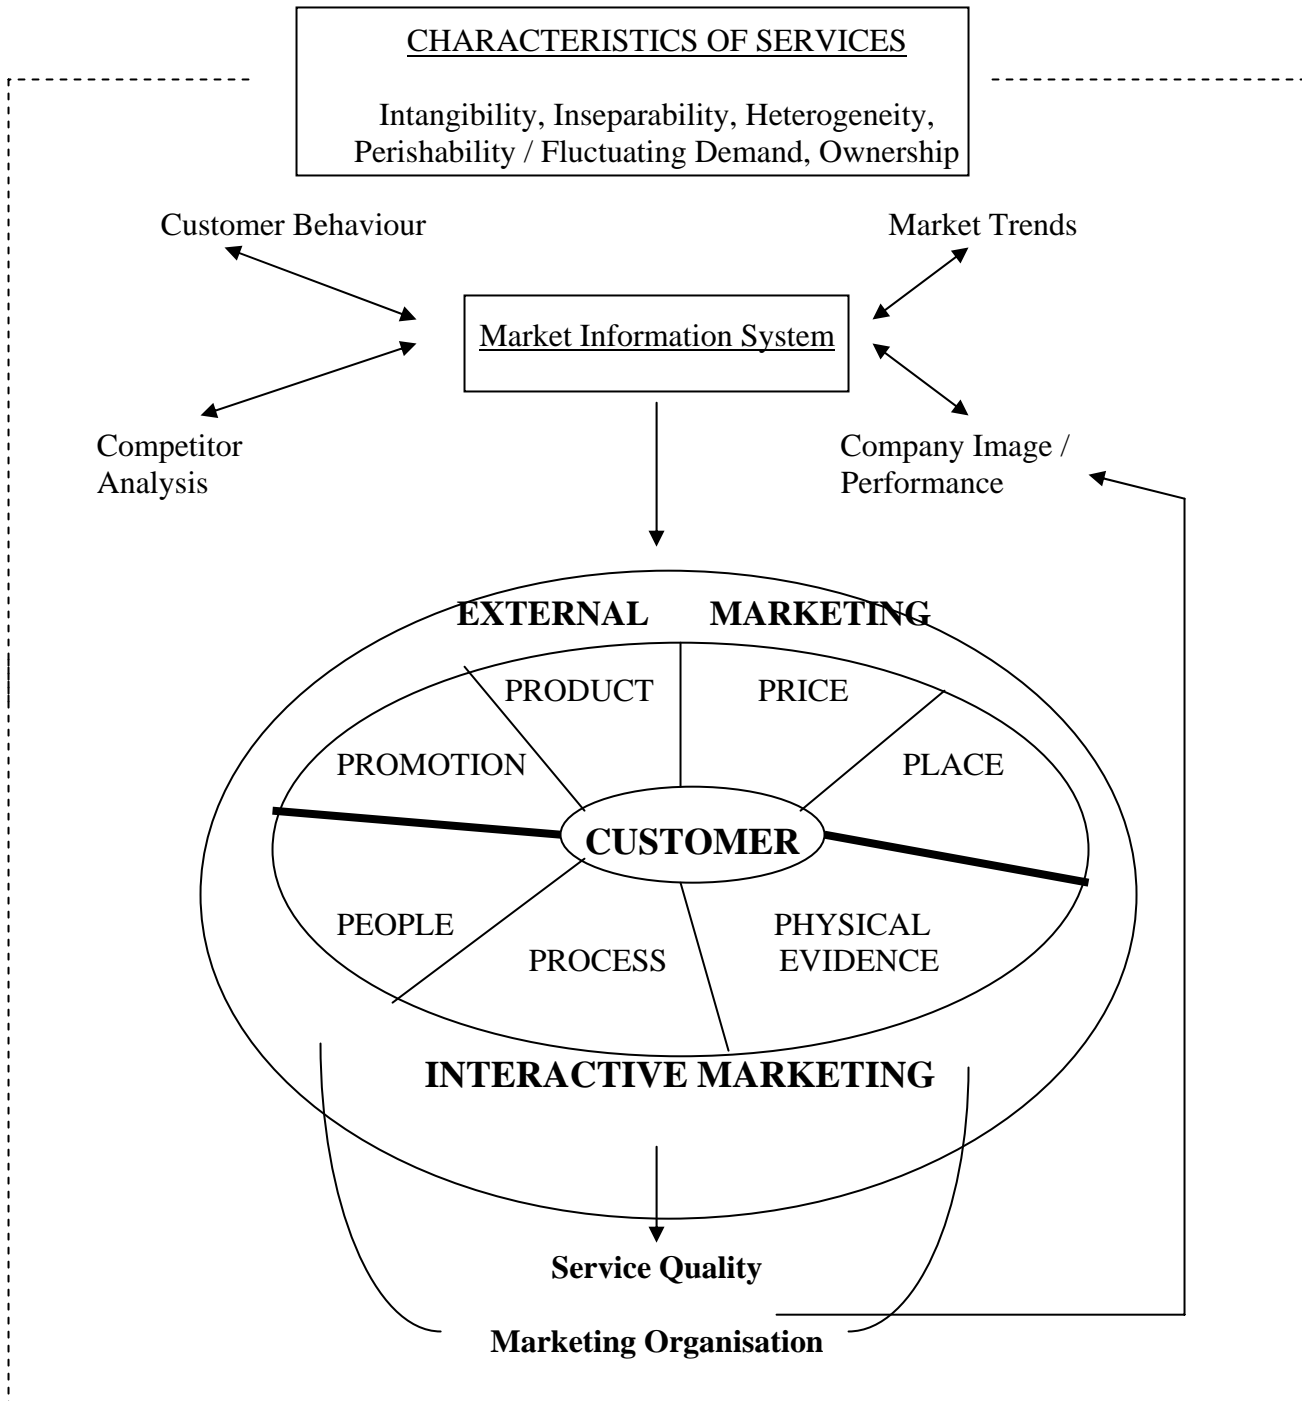 CHARACTERISTICS OF SERVICES
Intangibility, Inseparability, Heterogeneity,
Perishability / Fluctuating Demand, Ownership
Customer Behaviour
Market Trends
Market Information System
Competitor
Analysis
Company Image /
Performance
EXTERNAL MARKETING
PRODUCT
PRICE
PROMOTION
PLACE
CUSTOMER
PEOPLE
PROCESS
PHYSICAL
EVIDENCE
INTERACTIVE MARKETING
Service Quality
Marketing Organisation